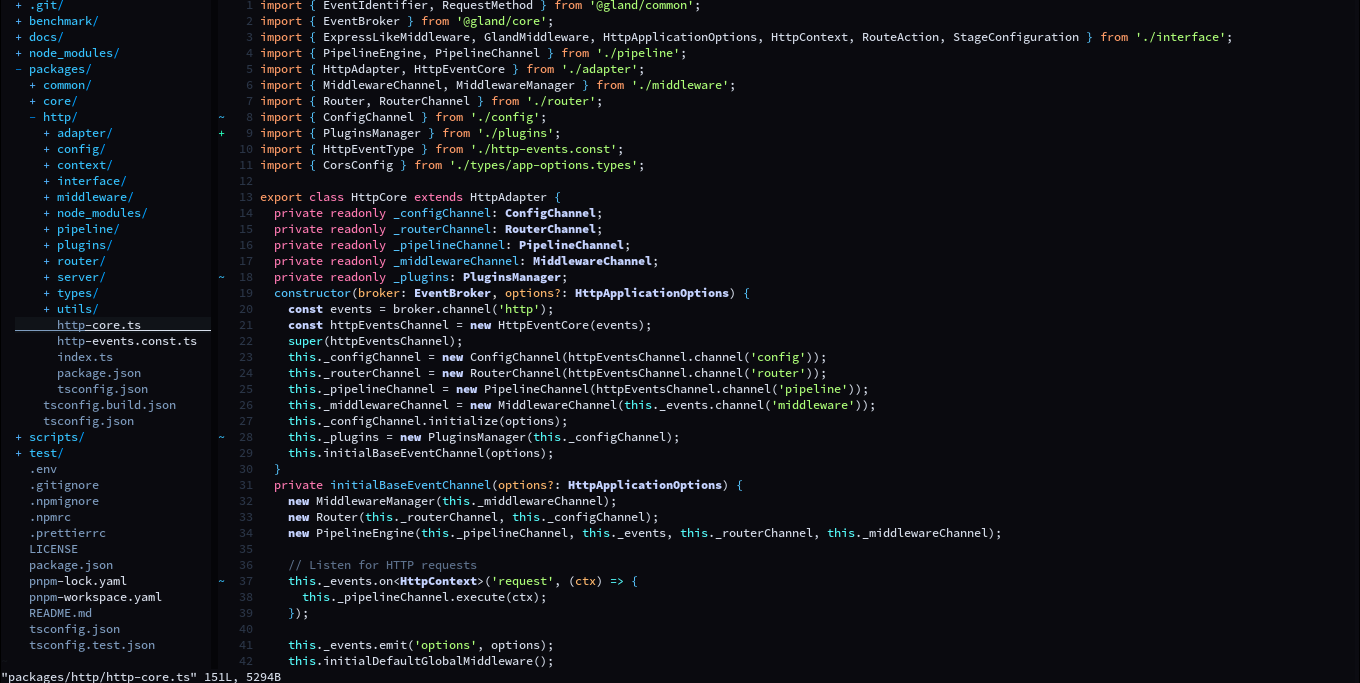 + .git/
+ benchmark/
+ docs/
+ node_modules/
- packages/
+ common/
+ core/
- http/
+ adapter/
+ config/
+ context/
+ interface/
+ middleware/
+ node_modules/
+ pipeline/
+ plugins/
+ router/
+ server/
+ types/
+ utils/
http-core.ts
http-events.const.ts
index.ts
package.json
tsconfig.json
tsconfig.build.json
tsconfig.json
+ scripts/
+ test/
.env
.gitignore
.npmignore
.npmrc
.prettierrc
LICENSE
package.json
pnpm-lock.yaml
pnpm-workspace.yaml
README.md
tsconfig.json
tsconfig.test.json
1 import { EventIdentifier, RequestMethod } from '@gland/common';
2 import { EventBroker } from '@gland/core';
3 import { ExpressLikeMiddleware, GlandMiddleware, HttpApplicationOptions, HttpContext, RouteAction, StageConfiguration } from './interface';
4 import { PipelineEngine, PipelineChannel } from './pipeline';
5 import { HttpAdapter, HttpEventCore } from './adapter';
6 import { MiddlewareChannel, MiddlewareManager } from './middleware';
7 import { Router, RouterChannel } from './router';
~ 8 import { ConfigChannel } from './config';
+ 9 import { PluginsManager } from './plugins';
10 import { HttpEventType } from './http-events.const';
11 import { CorsConfig } from './types/app-options.types';
12
13 export class HttpCore extends HttpAdapter {
14   private readonly _configChannel: ConfigChannel;
15   private readonly _routerChannel: RouterChannel;
16   private readonly _pipelineChannel: PipelineChannel;
17   private readonly _middlewareChannel: MiddlewareChannel;
~ 18   private readonly _plugins: PluginsManager;
19   constructor(broker: EventBroker, options?: HttpApplicationOptions) {
20     const events = broker.channel('http');
21     const httpEventsChannel = new HttpEventCore(events);
22     super(httpEventsChannel);
23     this._configChannel = new ConfigChannel(httpEventsChannel.channel('config'));
24     this._routerChannel = new RouterChannel(httpEventsChannel.channel('router'));
25     this._pipelineChannel = new PipelineChannel(httpEventsChannel.channel('pipeline'));
26     this._middlewareChannel = new MiddlewareChannel(this._events.channel('middleware'));
27     this._configChannel.initialize(options);
~ 28     this._plugins = new PluginsManager(this._configChannel);
29     this.initialBaseEventChannel(options);
30   }
31   private initialBaseEventChannel(options?: HttpApplicationOptions) {
32     new MiddlewareManager(this._middlewareChannel);
33     new Router(this._routerChannel, this._configChannel);
34     new PipelineEngine(this._pipelineChannel, this._events, this._routerChannel, this._middlewareChannel);
35
36     // Listen for HTTP requests
~ 37     this._events.on<HttpContext>('request', (ctx) => {
38       this._pipelineChannel.execute(ctx);
39     });
40
41     this._events.emit('options', options);
42     this.initialDefaultGlobalMiddleware();
"packages/http/http-core.ts" 151L, 5294B